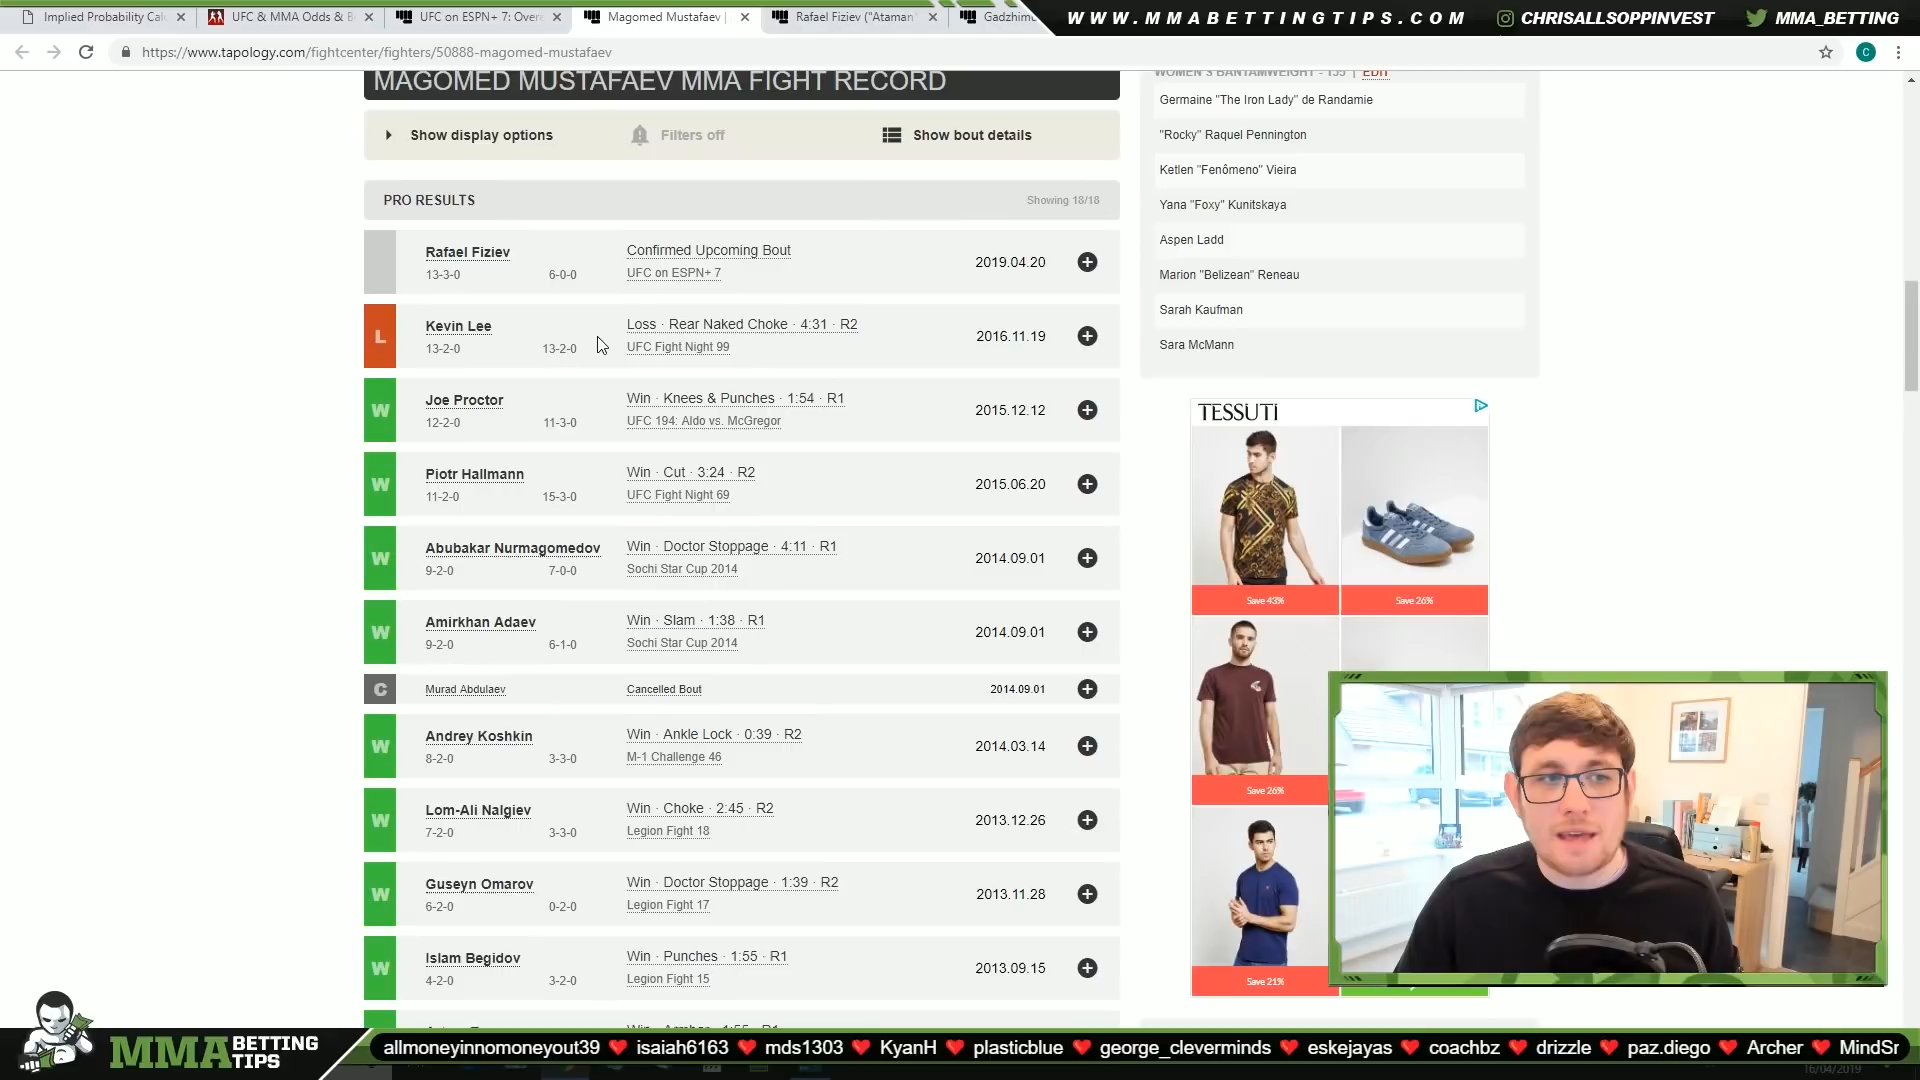 Implied Probability Cal
UFC & MMA Odds & B
UFC on ESPN+ 7: Over
Magomed Mustafaev |
Rafael Fiziev ("Ataman"
Gadzhim
WWW.MMABETTINGTIPS.COM
CHRISALLSOPPINVEST
MMA_BETTING
https://www.tapology.com/fightcenter/fighters/50888-magomed-mustafaev
C
MAGOMED MUSTAFAEV MMA FIGHT RECORD
Show display options
Filters off
Show bout details
PRO RESULTS
Showing 18/18
Rafael Fiziev
Confirmed Upcoming Bout
2019.04.20
13-3-0
6-0-0
UFC on ESPN+ 7
L
Kevin Lee
Loss · Rear Naked Choke · 4:31 · R2
2016.11.19
13-2-0
13-2-0
UFC Fight Night 99
W
Joe Proctor
Win · Knees & Punches · 1:54 · R1
2015.12.12
12-2-0
11-3-0
UFC 194: Aldo vs. McGregor
W
Piotr Hallmann
Win · Cut · 3:24 · R2
2015.06.20
11-2-0
15-3-0
UFC Fight Night 69
W
Abubakar Nurmagomedov
Win · Doctor Stoppage · 4:11 · R1
2014.09.01
9-2-0
7-0-0
Sochi Star Cup 2014
W
Amirkhan Adaev
Win · Slam · 1:38 · R1
2014.09.01
9-2-0
6-1-0
Sochi Star Cup 2014
C
Murad Abdulaev
Cancelled Bout
2014.09.01
W
Andrey Koshkin
Win · Ankle Lock · 0:39 · R2
2014.03.14
8-2-0
3-3-0
M-1 Challenge 46
W
Lom-Ali Nalgiev
Win · Choke · 2:45 · R2
2013.12.26
7-2-0
3-3-0
Legion Fight 18
W
Guseyn Omarov
Win · Doctor Stoppage · 1:39 · R2
2013.11.28
6-2-0
0-2-0
Legion Fight 17
W
Islam Begidov
Win · Punches · 1:55 · R1
2013.09.15
4-2-0
3-2-0
Legion Fight 15
WOMEN'S BANTAMWEIGHT - 135 | EDIT
Germaine "The Iron Lady" de Randamie
"Rocky" Raquel Pennington
Ketlen "Fenômeno" Vieira
Yana "Foxy" Kunitskaya
Aspen Ladd
Marion "Belizean" Reneau
Sarah Kaufman
Sara McMann
TESSUTI
Save 43%
Save 26%
Save 26%
Save 21%
MMA BETTING TIPS
allmoneyinnomoneyout39 ❤ isaiah6163 ❤ mds1303 ❤ KyanH ❤ plasticblue ❤ george_cleverminds ❤ eskejayas ❤ coachbz ❤ drizzle ❤ paz.diego ❤ Archer ❤ MindSr
16/04/2019